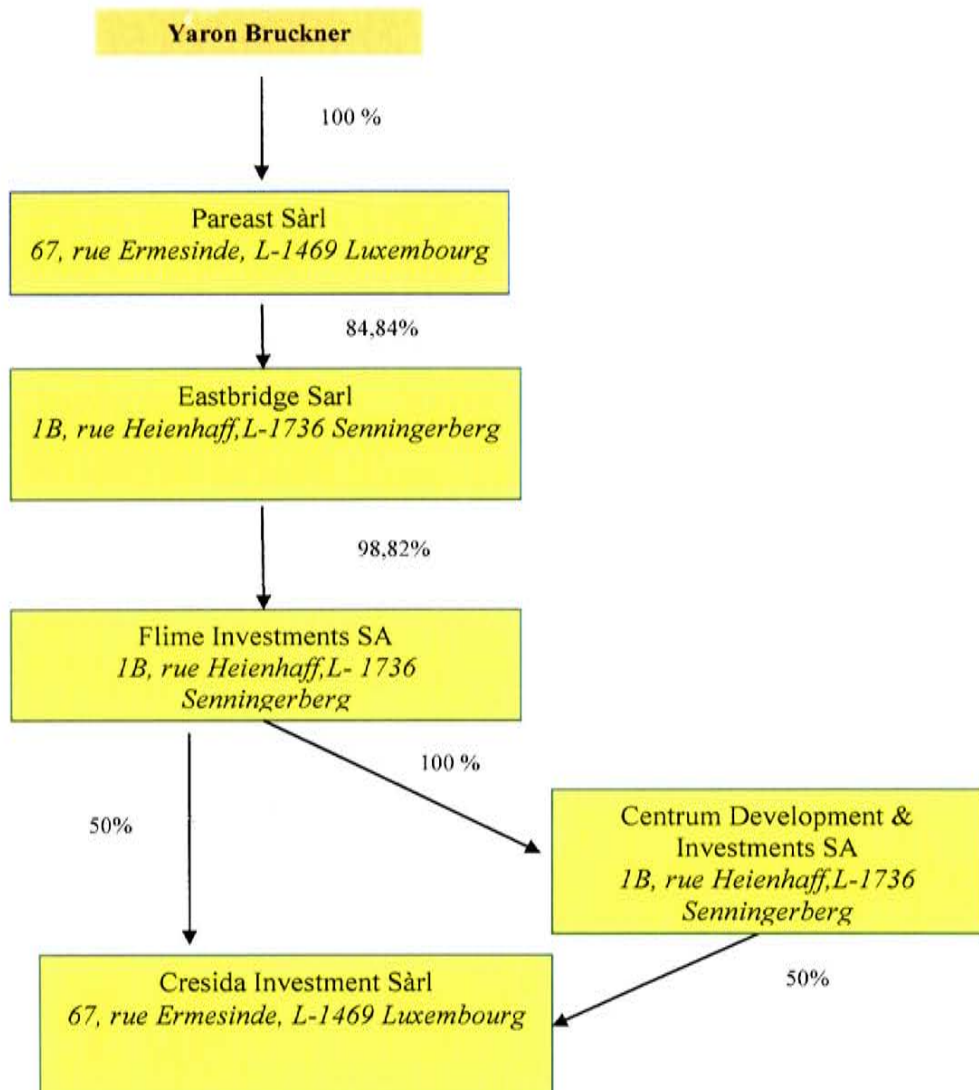 Yaron Bruckner
100 %
Pareast Sàrl
67, rue Ermesinde, L-1469 Luxembourg
84,84%
Eastbridge Sarl
1B, rue Heienhaff,L-1736 Senningerberg
98,82%
Flime Investments SA
1B, rue Heienhaff,L- 1736
Senningerberg
100 %
50%
Centrum Development &
Investments SA
1B, rue Heienhaff,L-1736
Senningerberg
50%
Cresida Investment Sàrl
67, rue Ermesinde, L-1469 Luxembourg